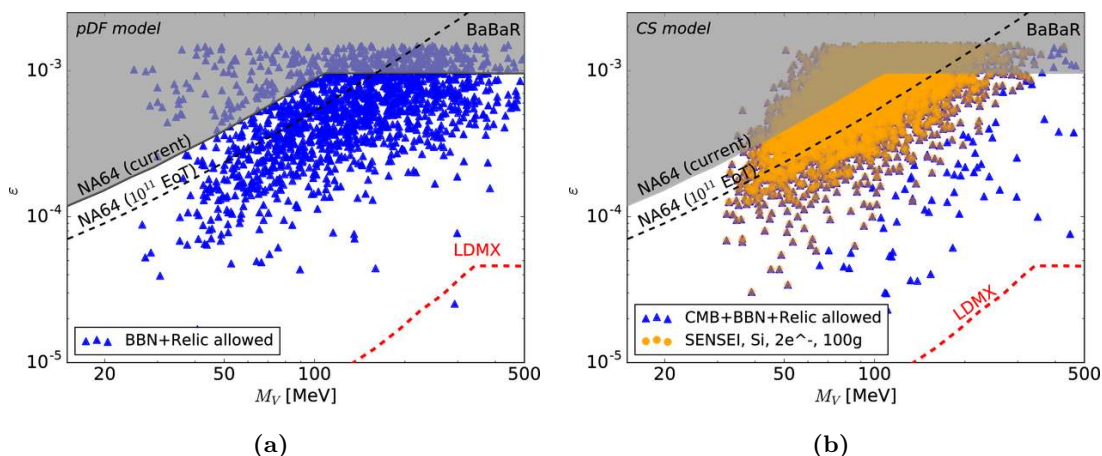 pDF model
BaBaR
10^-3
NA64 (current)
NA64 (10^11 EoT)
ε
10^-4
LDMX
BBN+Relic allowed
10^-5
20
50
100
200
500
M_V [MeV]
(a)
CS model
BaBaR
10^-3
NA64 (current)
NA64 (10^11 EoT)
ε
10^-4
LDMX
CMB+BBN+Relic allowed
SENSEI, Si, 2e^-, 100g
10^-5
20
50
100
200
500
M_V [MeV]
(b)